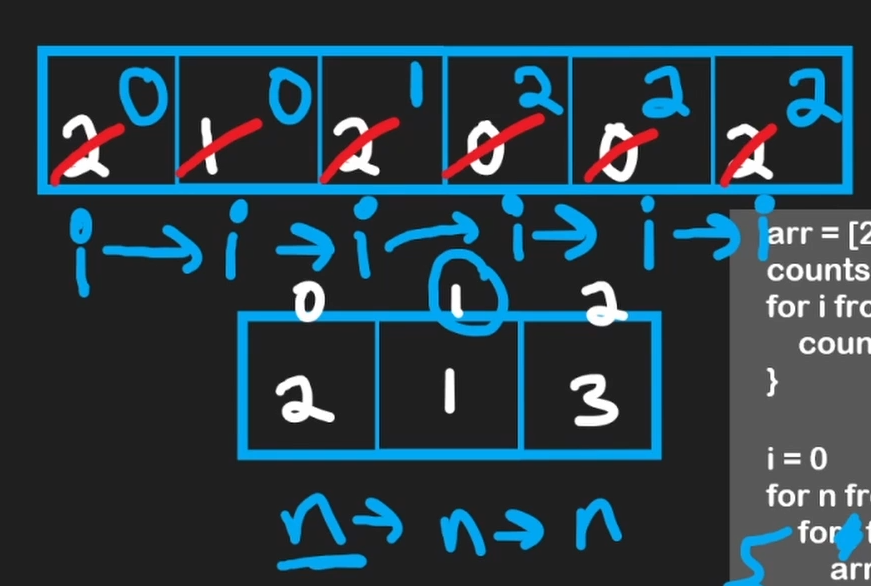 0 0 1 2 2 2
2 1 2 0 0 2
i → i → i → i → i → i
0 1 2
2 1 3
n → n → n
arr = [2
counts
for i fro
coun
}
i = 0
for n fr
for
arr